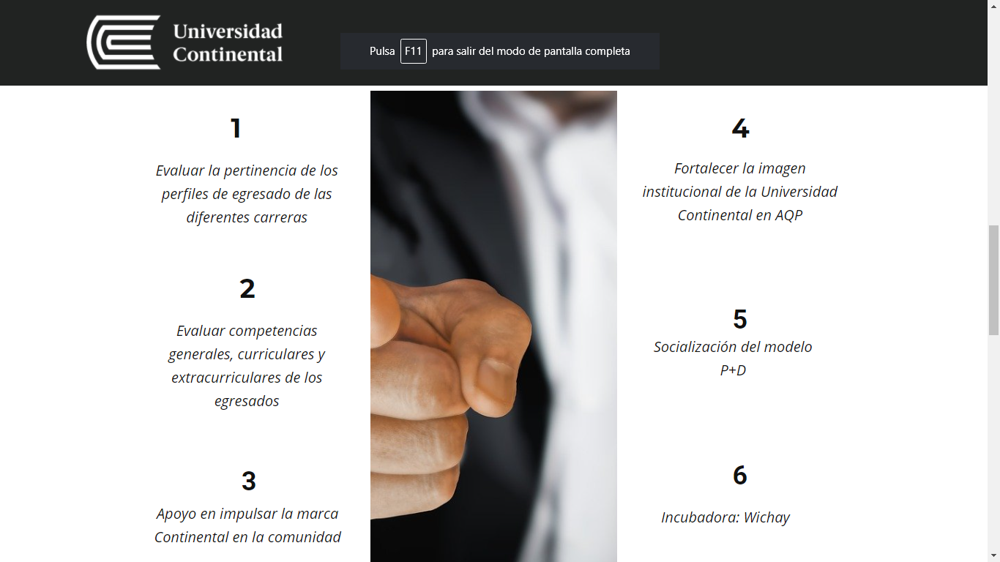 Universidad
Continental
Pulsa F11 para salir del modo de pantalla completa
1
Evaluar la pertinencia de los
perfiles de egresado de las
diferentes carreras
2
Evaluar competencias
generales, curriculares y
extracurriculares de los
egresados
3
Apoyo en impulsar la marca
Continental en la comunidad
4
Fortalecer la imagen
institucional de la Universidad
Continental en AQP
5
Socialización del modelo
P+D
6
Incubadora: Wichay